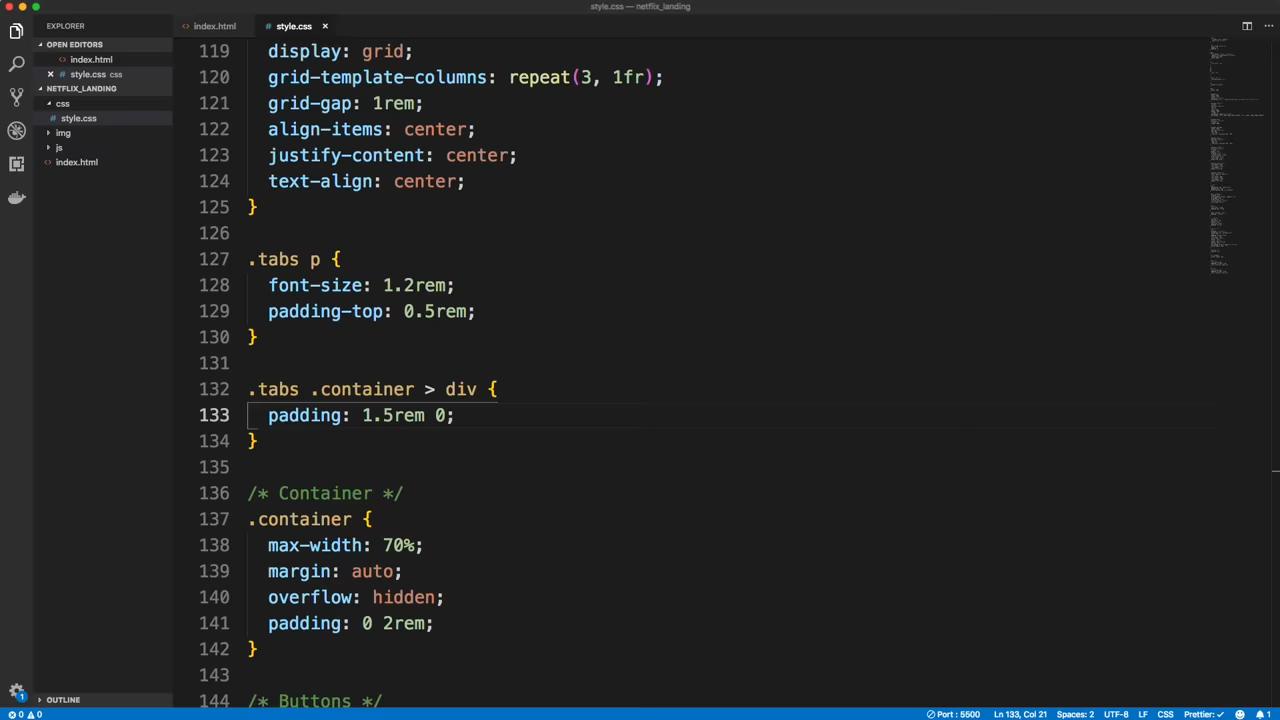 style.css — netflix_landing
EXPLORER
OPEN EDITORS
index.html
style.css css
NETFLIX_LANDING
css
style.css
img
js
index.html
OUTLINE
index.html
style.css
119 display: grid;
120 grid-template-columns: repeat(3, 1fr);
121 grid-gap: 1rem;
122 align-items: center;
123 justify-content: center;
124 text-align: center;
125 }
126
127 .tabs p {
128 font-size: 1.2rem;
129 padding-top: 0.5rem;
130 }
131
132 .tabs .container > div {
133 padding: 1.5rem 0;
134 }
135
136 /* Container */
137 .container {
138 max-width: 70%;
139 margin: auto;
140 overflow: hidden;
141 padding: 0 2rem;
142 }
143
144 /* Buttons */
1
0 0 Port : 5500 Ln 133, Col 21 Spaces: 2 UTF-8 LF CSS Prettier: ✓ 1